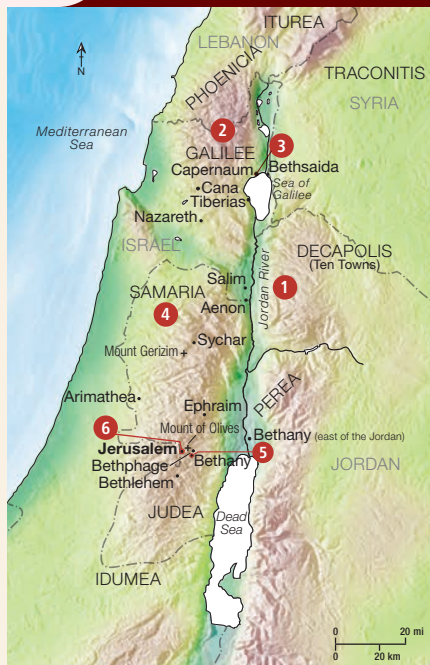 ITUREA
LEBANON
PHOENICIA
TRACONITIS
SYRIA
N
Mediterranean
Sea
2
3
GALILEE
Capernaum
Bethsaida
Cana
Sea of
Galilee
Tiberias
Nazareth
ISRAEL
DECAPOLIS
(Ten Towns)
Jordan River
Salim
1
SAMARIA
Aenon
4
Sychar
Mount Gerizim
PEREA
Arimathea
Ephraim
6
Mount of Olives
Bethany (east of the Jordan)
Jerusalem
5
Bethany
Bethphage
JORDAN
Bethlehem
JUDEA
Dead
Sea
IDUMEA
0 20 mi
0 20 km